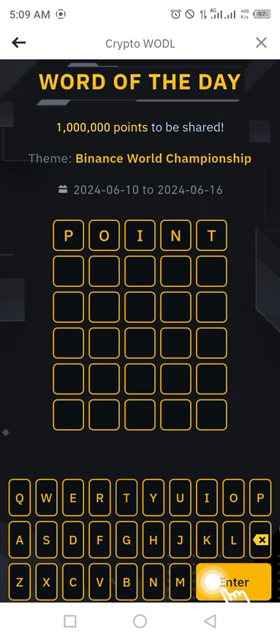 5:09 AM
4G
Crypto WODL
WORD OF THE DAY
1,000,000 points to be shared!
Theme: Binance World Championship
2024-06-10 to 2024-06-16
P O I N T
Q W E R T Y U I O P
A S D F G H J K L
Z X C V B N M Enter